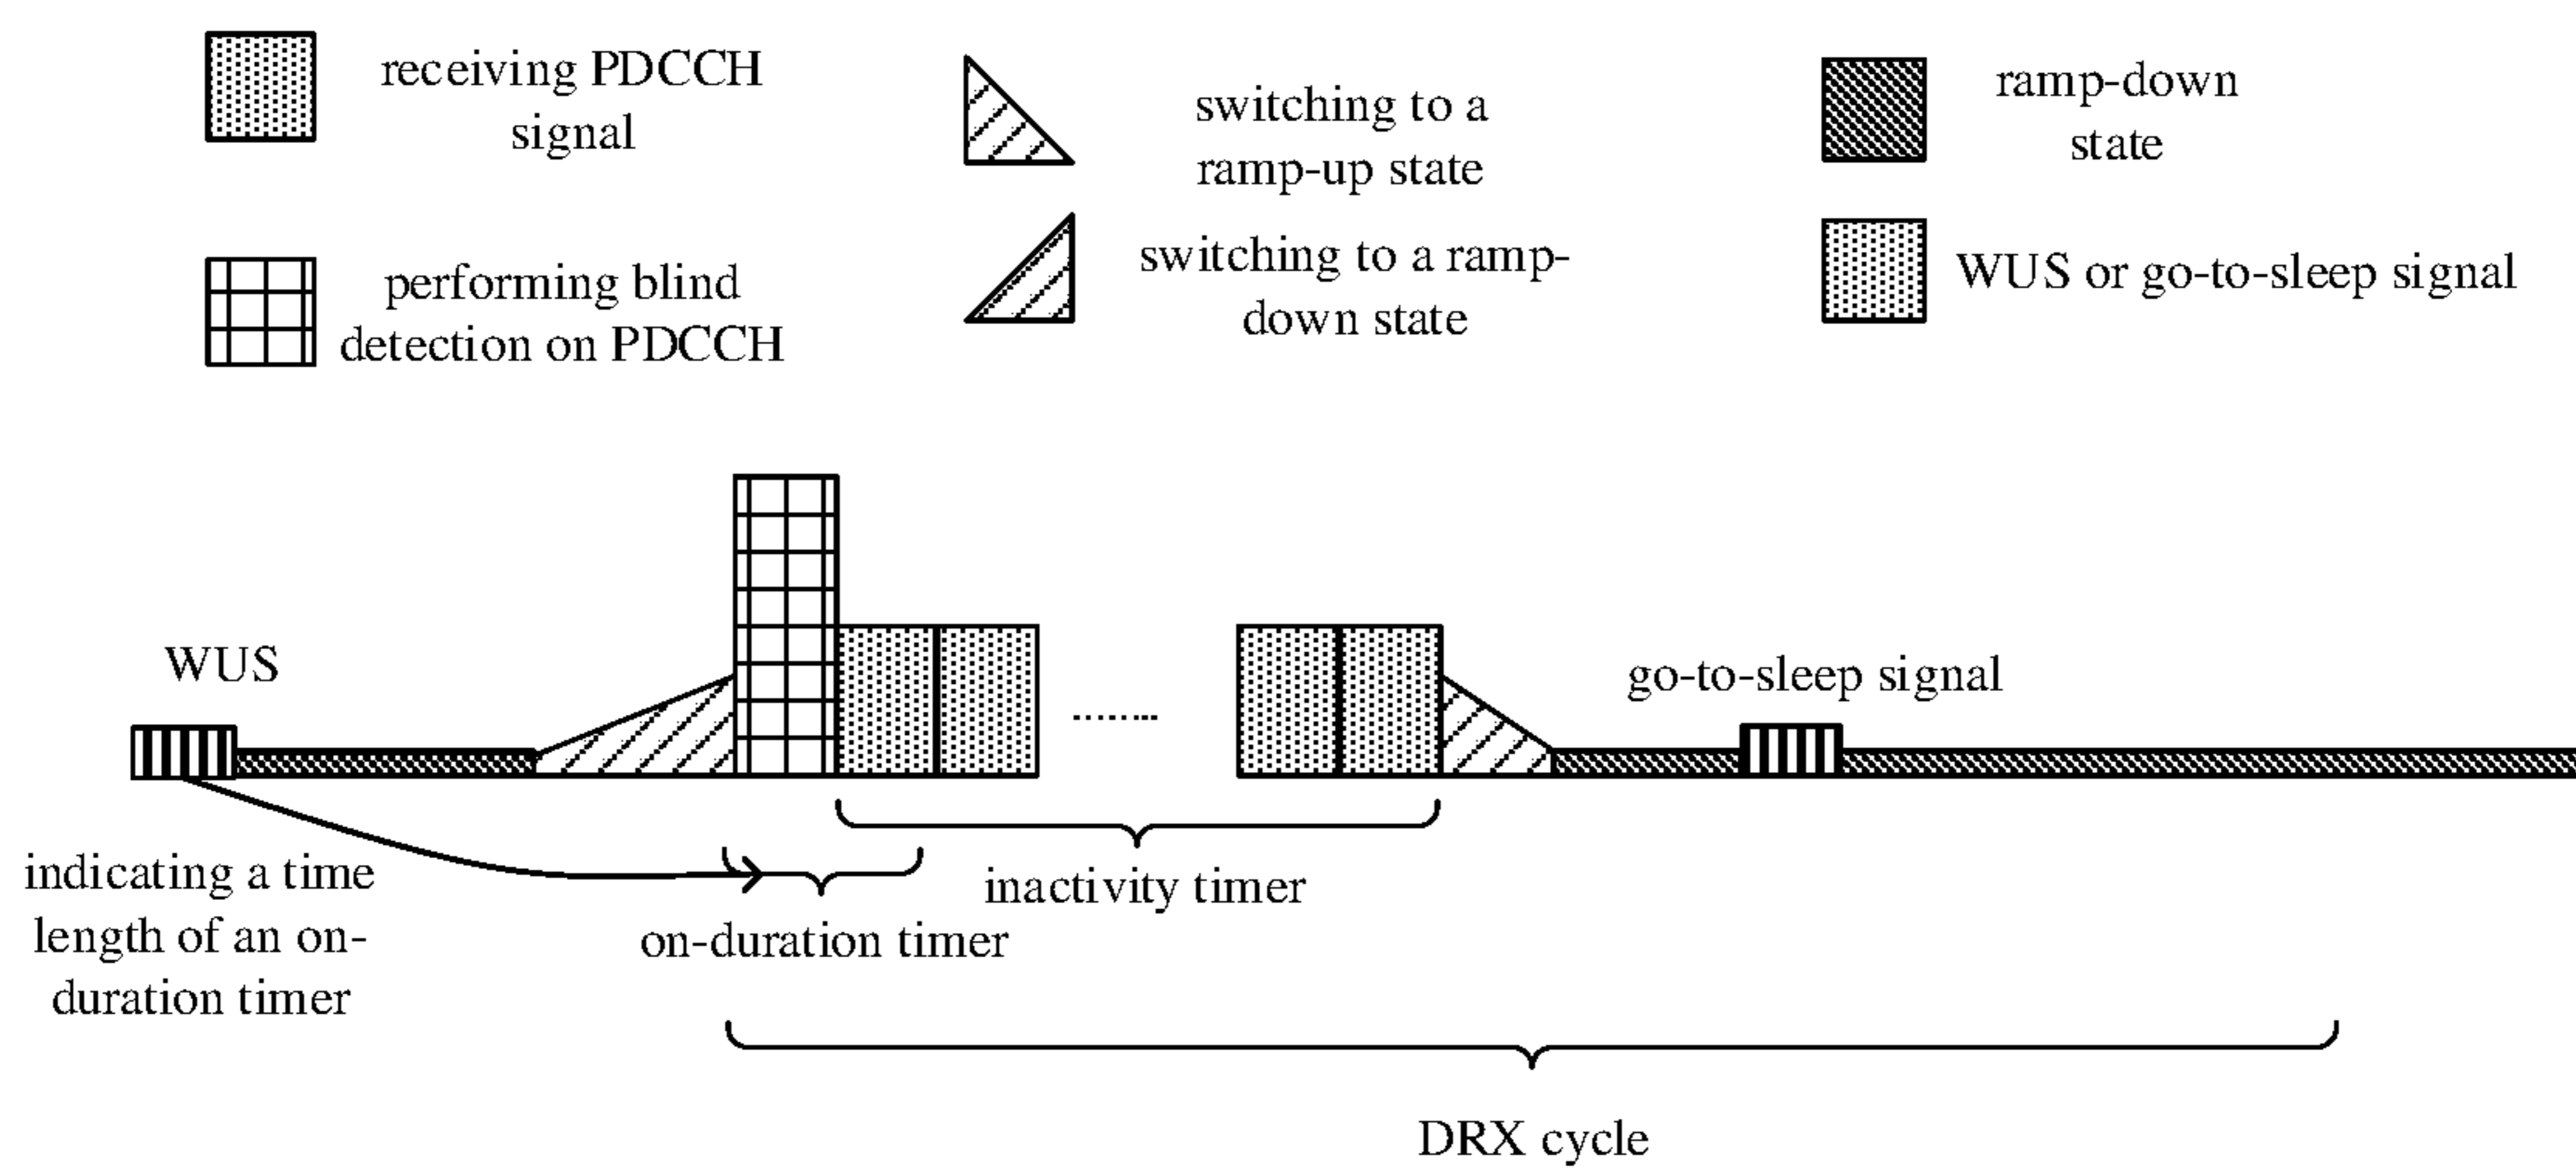 receiving PDCCH
signal
switching to a
ramp-up state
ramp-down
state
performing blind
detection on PDCCH
switching to a ramp-
down state
WUS or go-to-sleep signal
WUS
go-to-sleep signal
indicating a time
length of an on-
duration timer
inactivity timer
on-duration timer
DRX cycle